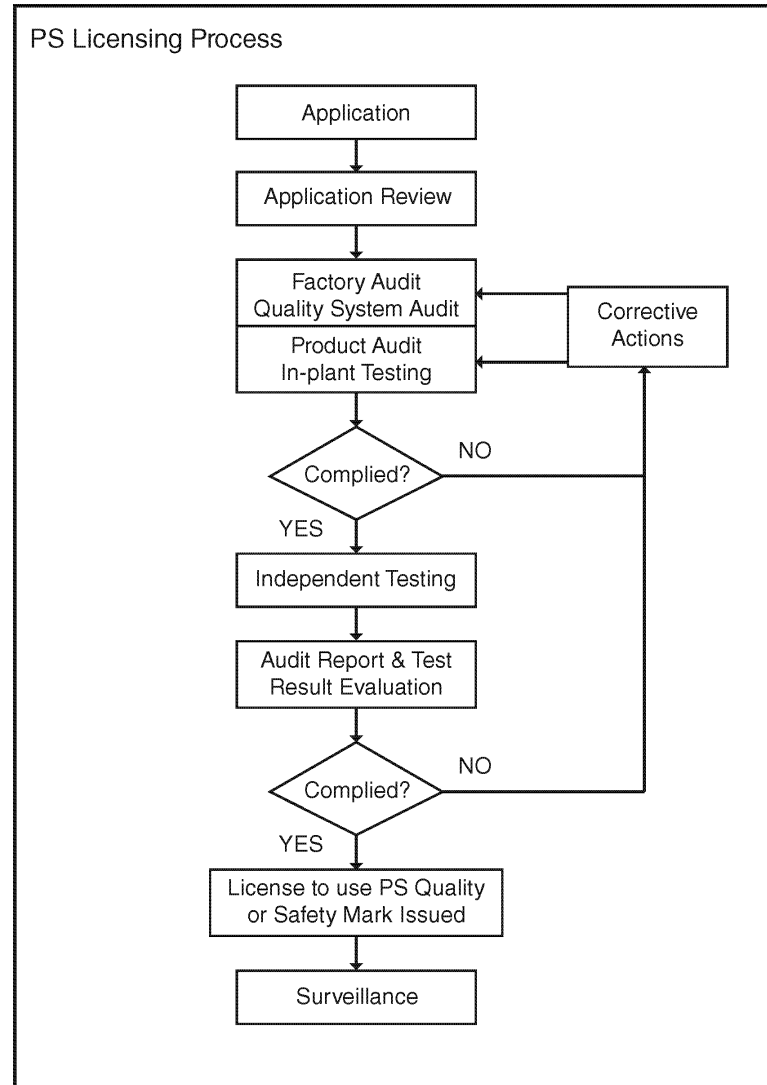 PS Licensing Process
Application
Application Review
Factory Audit
Quality System Audit
Product Audit
In-plant Testing
Corrective
Actions
Complied?
NO
YES
Independent Testing
Audit Report & Test
Result Evaluation
Complied?
NO
YES
License to use PS Quality
or Safety Mark Issued
Surveillance